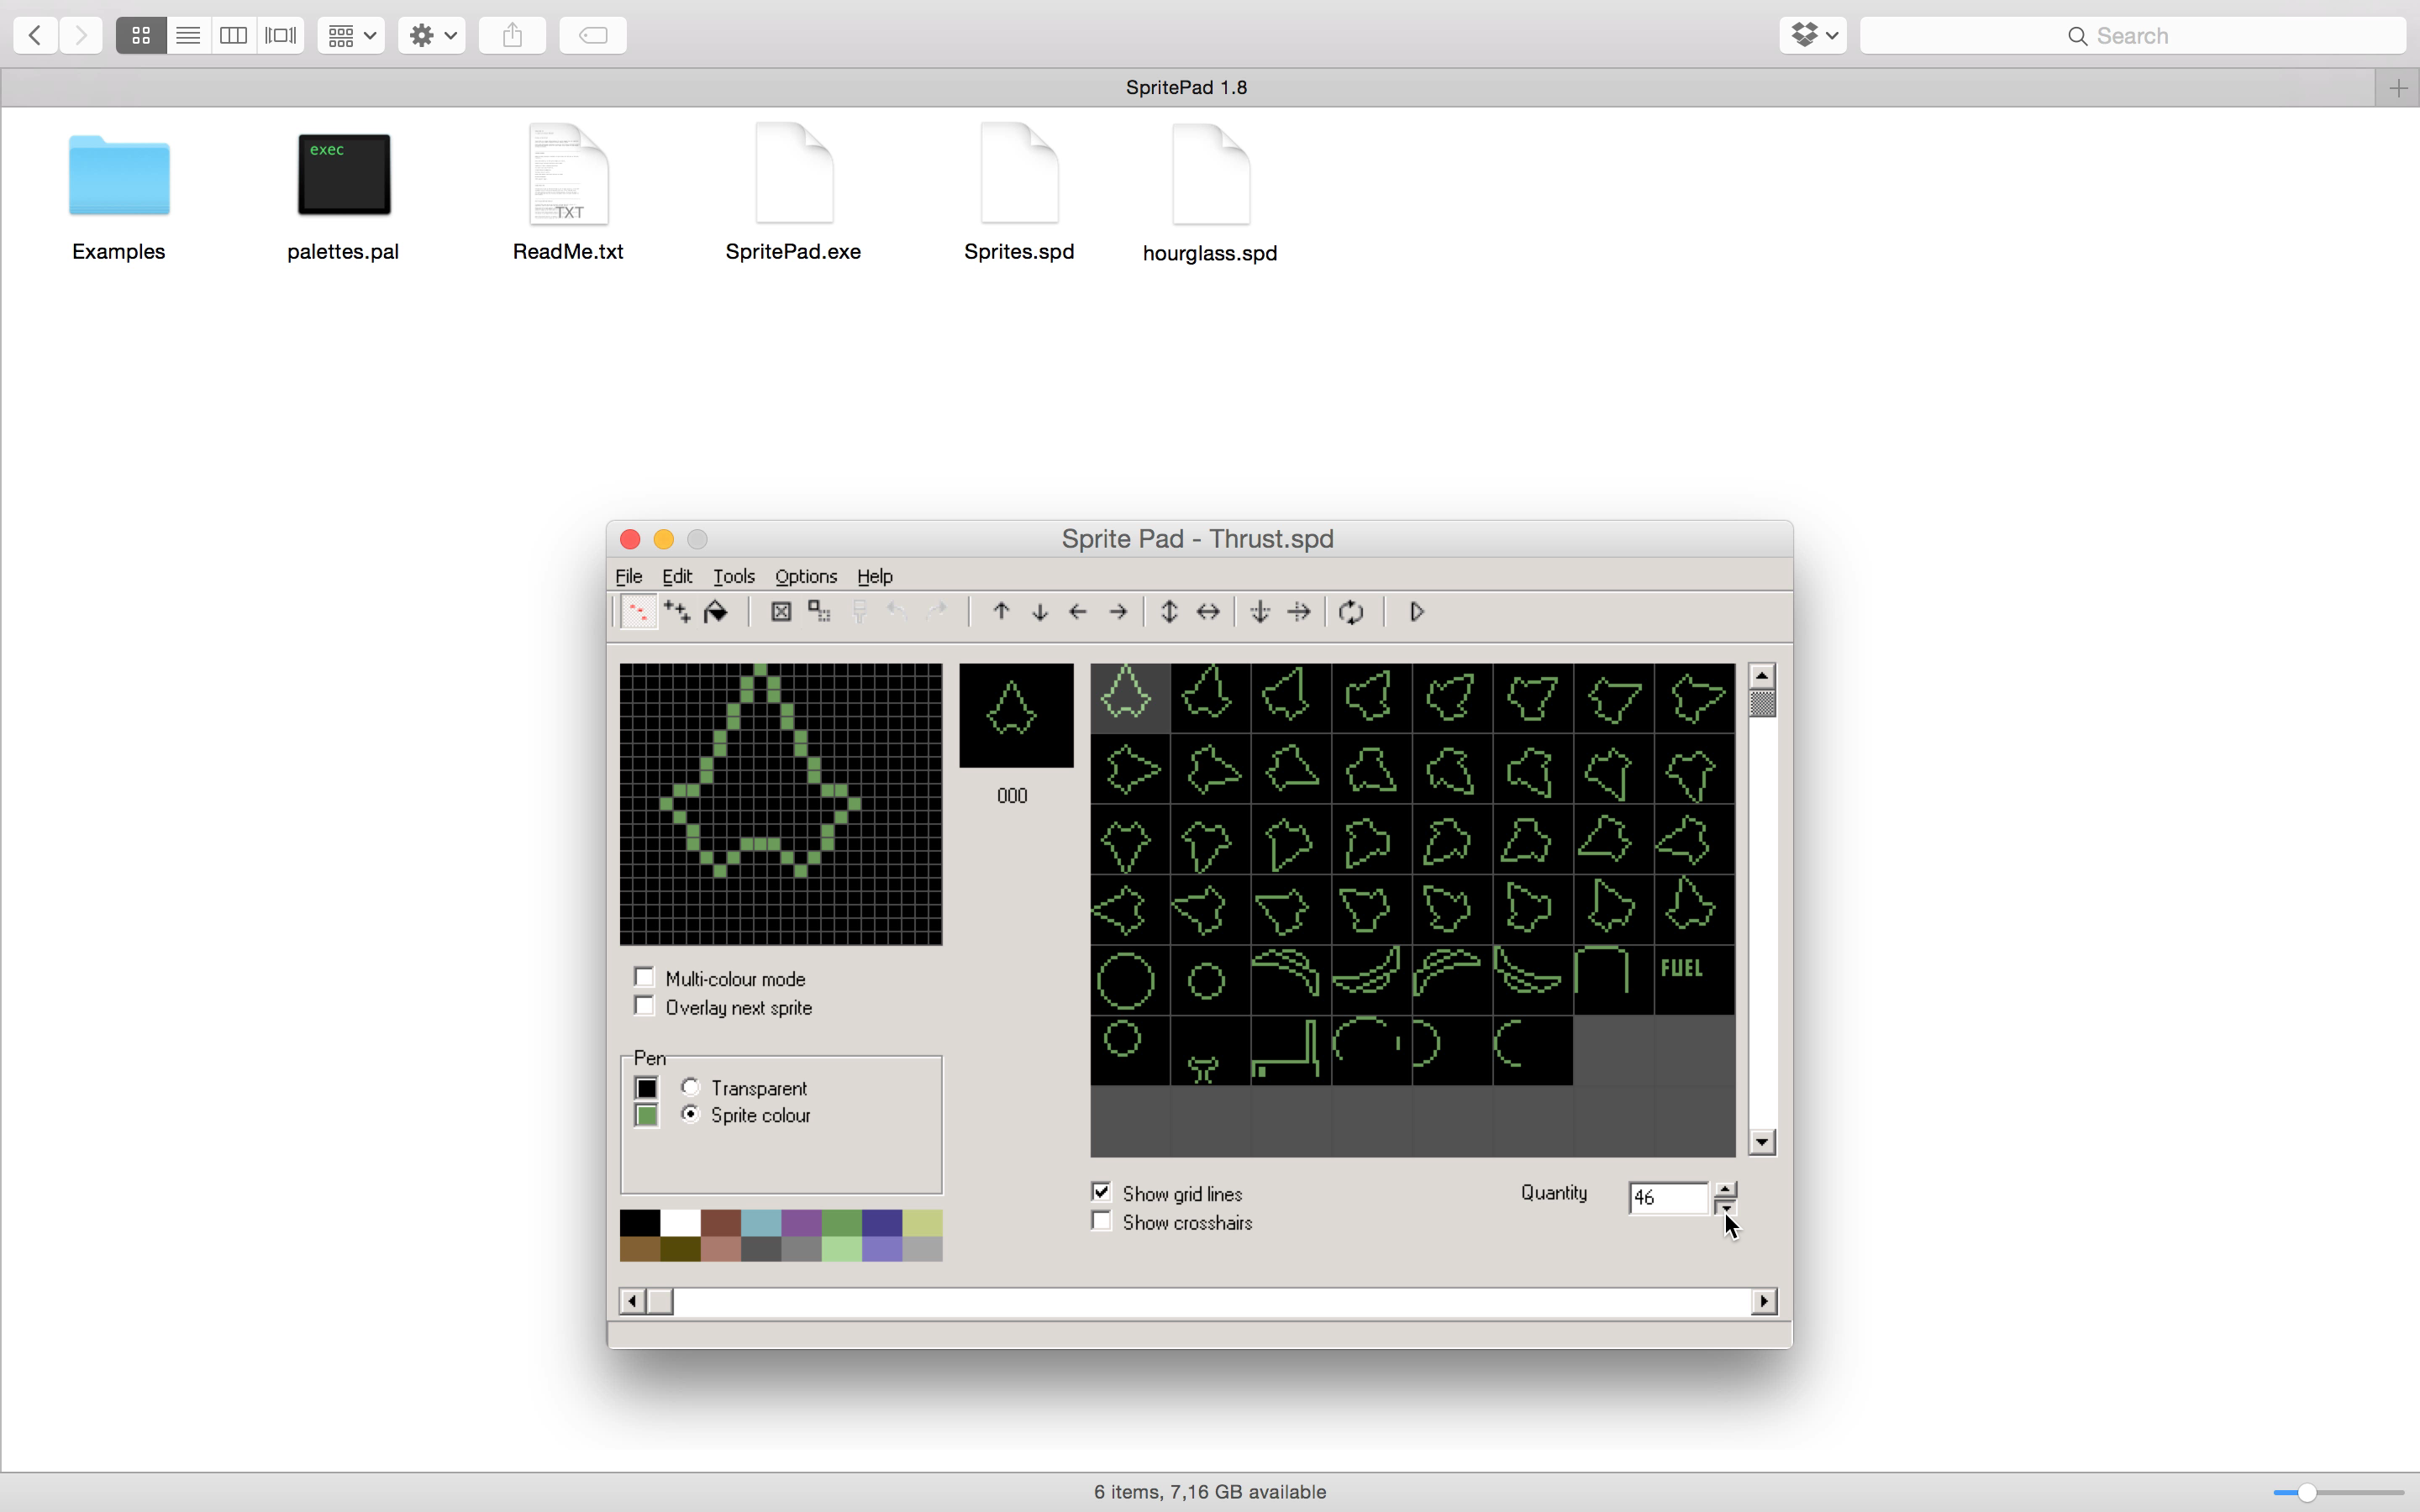 Search
SpritePad 1.8
exec
TXT
Examples
palettes.pal
ReadMe.txt
SpritePad.exe
Sprites.spd
hourglass.spd
Sprite Pad - Thrust.spd
File Edit Tools Options Help
000
FUEL
Multi-colour mode
Overlay next sprite
Pen
Transparent
Sprite colour
Show grid lines
Show crosshairs
Quantity 46
6 items, 7,16 GB available